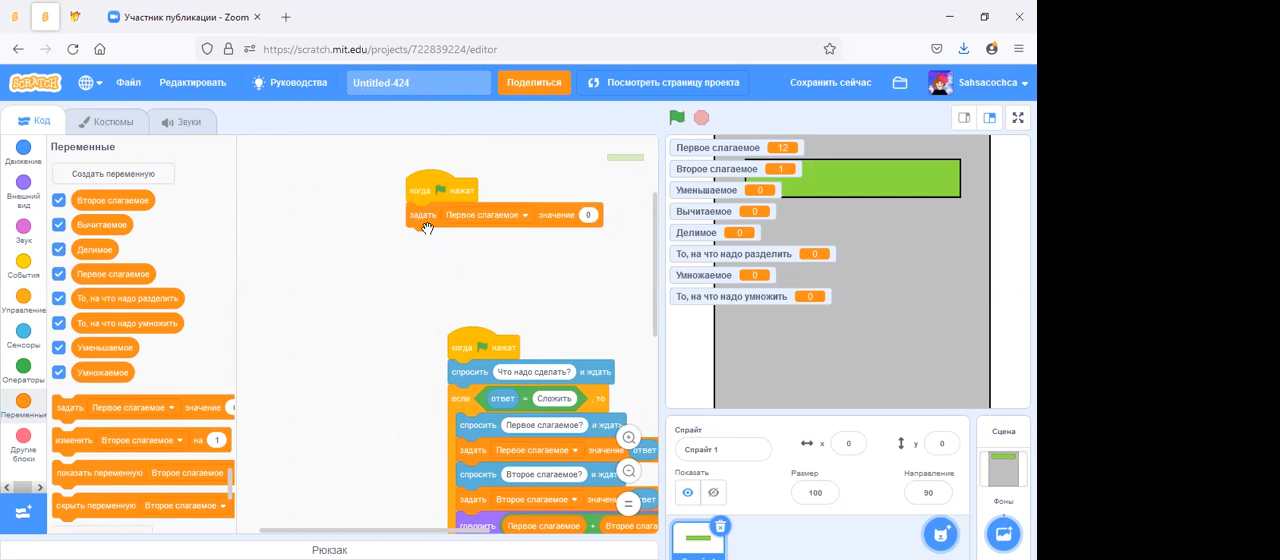 Участник публикации - Zoom
https://scratch.mit.edu/projects/722839224/editor
SCRATCH
Файл
Редактировать
Руководства
Untitled-424
Поделиться
Посмотреть страницу проекта
Сохранить сейчас
Sahsacochca
Код
Костюмы
Звуки
Движение
Внешний
вид
Звук
События
Управление
Сенсоры
Операторы
Переменные
Другие
блоки
Переменные
Создать переменную
Второе слагаемое
Вычитаемое
Делимое
Первое слагаемое
То, на что надо разделить
То, на что надо умножить
Уменьшаемое
Умножаемое
задать Первое слагаемое значение
изменить Второе слагаемое на 1
показать переменную Второе слагаемое
скрыть переменную Второе слагаемое
когда нажат
задать Первое слагаемое значение 0
когда нажат
спросить Что надо сделать? и ждать
если ответ = Сложить , то
спросить Первое слагаемое? и ждать
задать Первое слагаемое значение ответ
спросить Второе слагаемое? и ждать
задать Второе слагаемое значение ответ
говорить Первое слагаемое + Второе слага
Первое слагаемое 12
Второе слагаемое 1
Уменьшаемое 0
Вычитаемое 0
Делимое 0
То, на что надо разделить 0
Умножаемое 0
То, на что надо умножить 0
Спрайт
Спрайт 1
x 0
y 0
Показать
Размер
100
Направление
90
Сцена
Фоны
Рюкзак